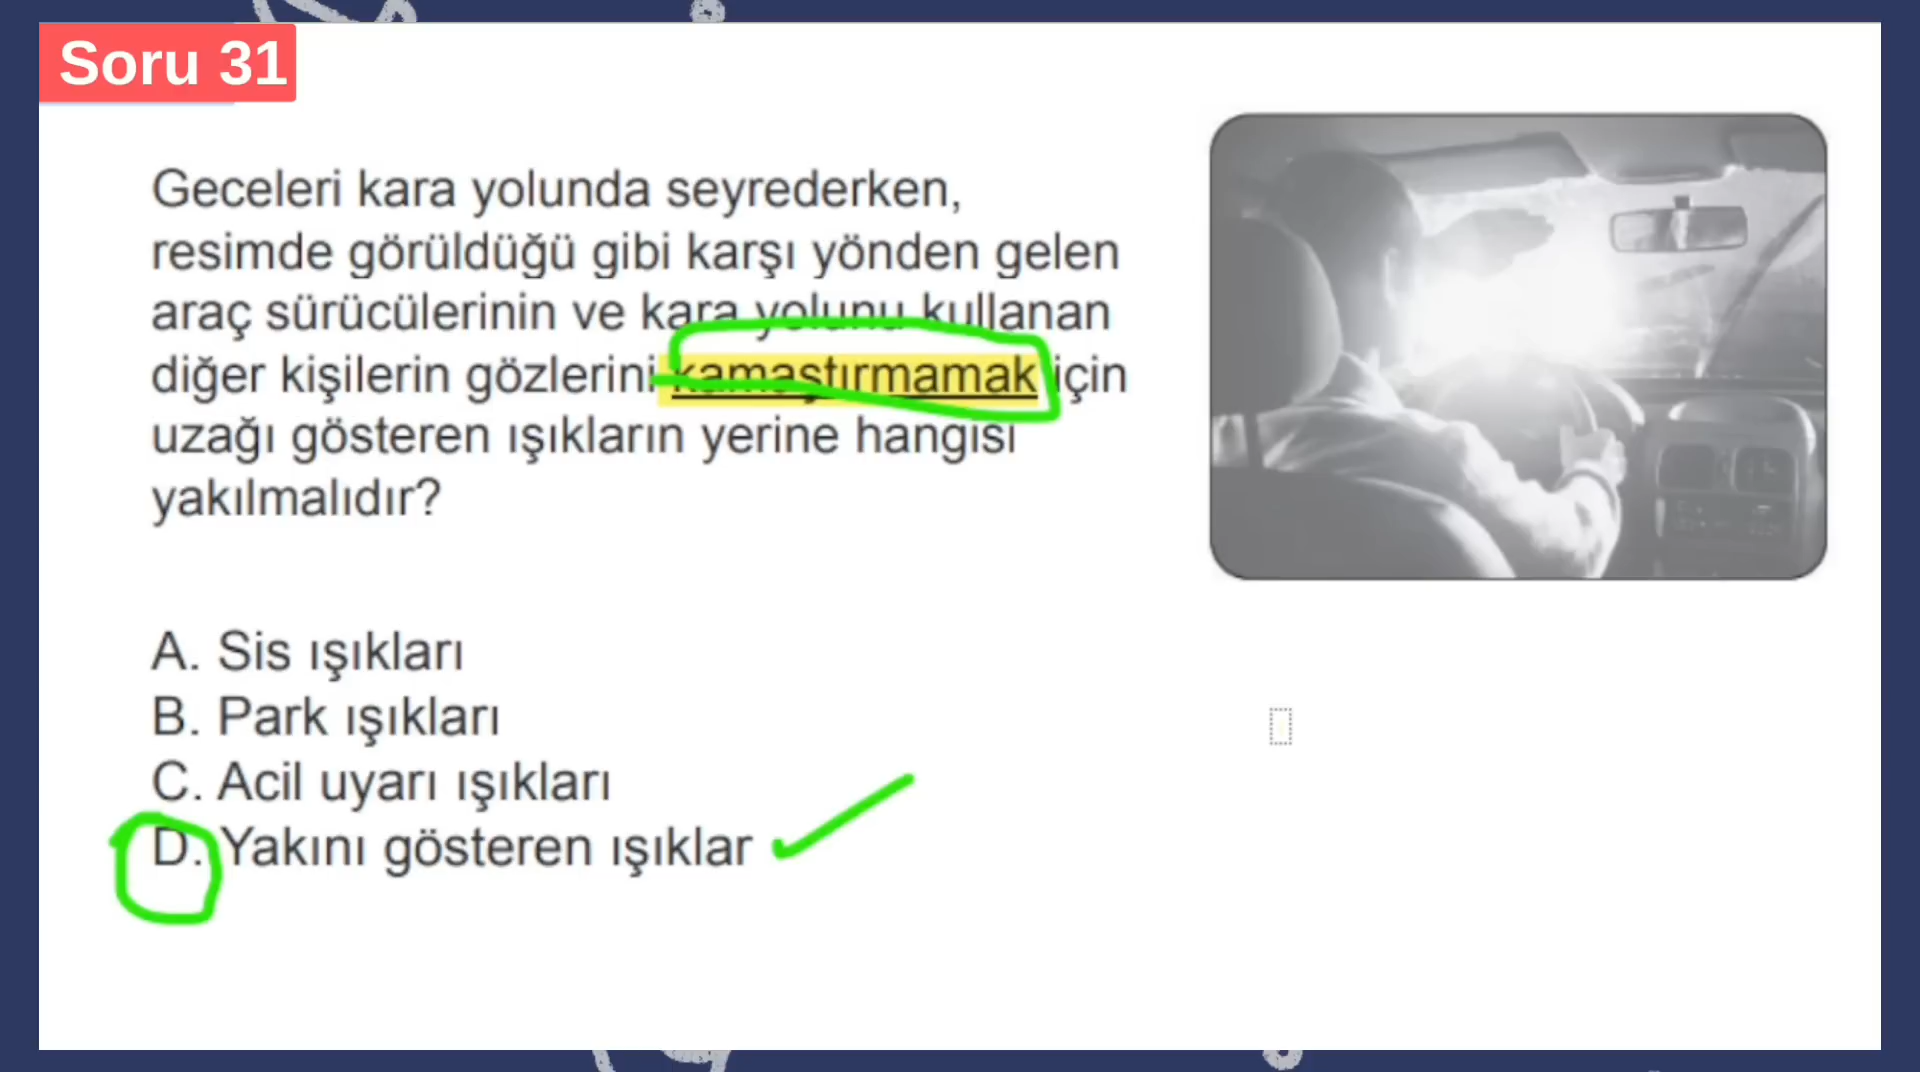 Soru 31
Geceleri kara yolunda seyrederken,
resimde görüldüğü gibi karşı yönden gelen
araç sürücülerinin ve kara yolunu kullanan
diğer kişilerin gözlerini kamaştırmamak için
uzağı gösteren ışıkların yerine hangisi
yakılmalıdır?
A. Sis ışıkları
B. Park ışıkları
C. Acil uyarı ışıkları
D. Yakını gösteren ışıklar